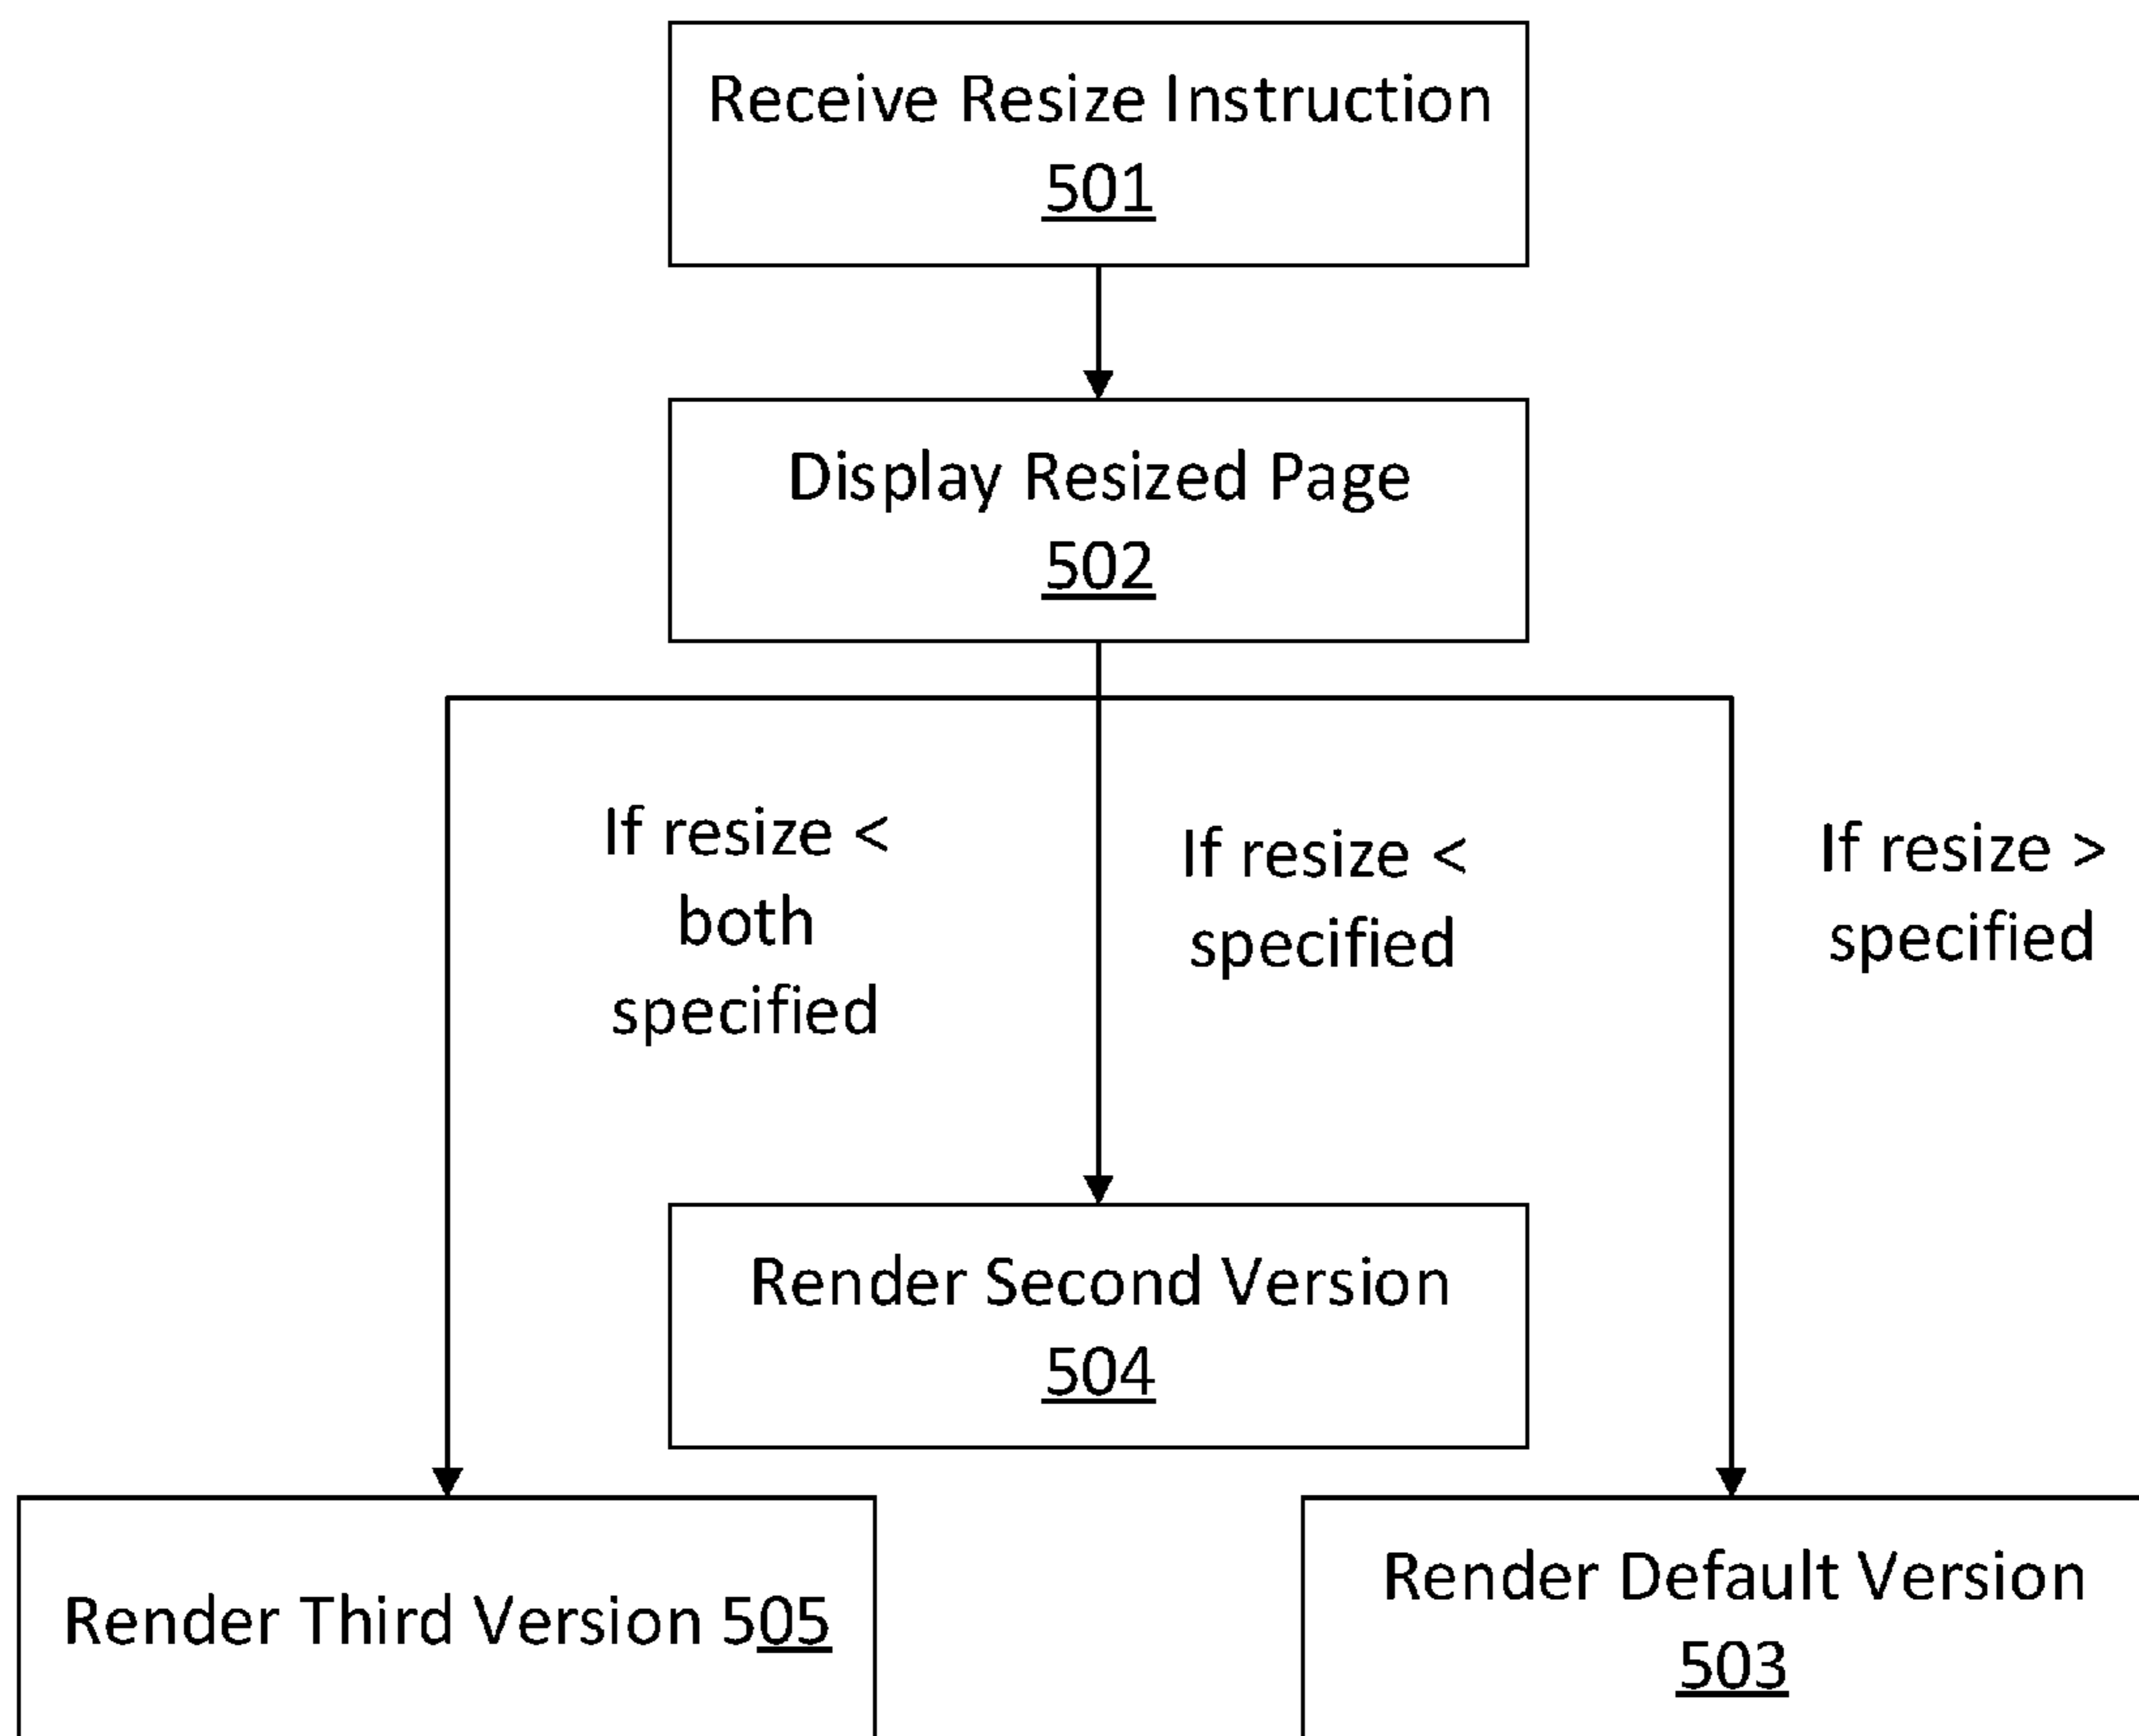 Receive Resize Instruction
501
Display Resized Page
502
If resize <
both
specified
If resize <
specified
If resize >
specified
Render Second Version
504
Render Third Version 505
Render Default Version
503